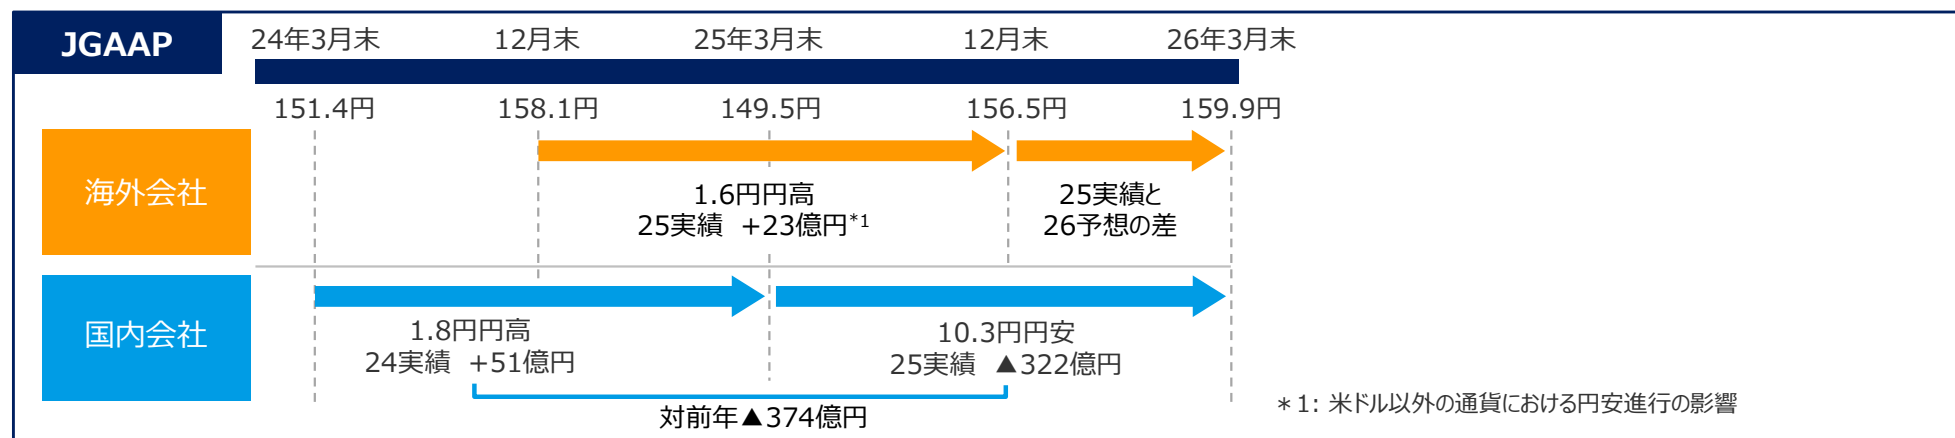 JGAAP
24年3月末 12月末 25年3月末 12月末 26年3月末
151.4円 158.1円 149.5円 156.5円 159.9円
海外会社
1.6円円高
25実績 +23億円*1
25実績と
26予想の差
国内会社
1.8円円高
24実績 +51億円
10.3円円安
25実績 ▲322億円
対前年▲374億円
*1: 米ドル以外の通貨における円安進行の影響